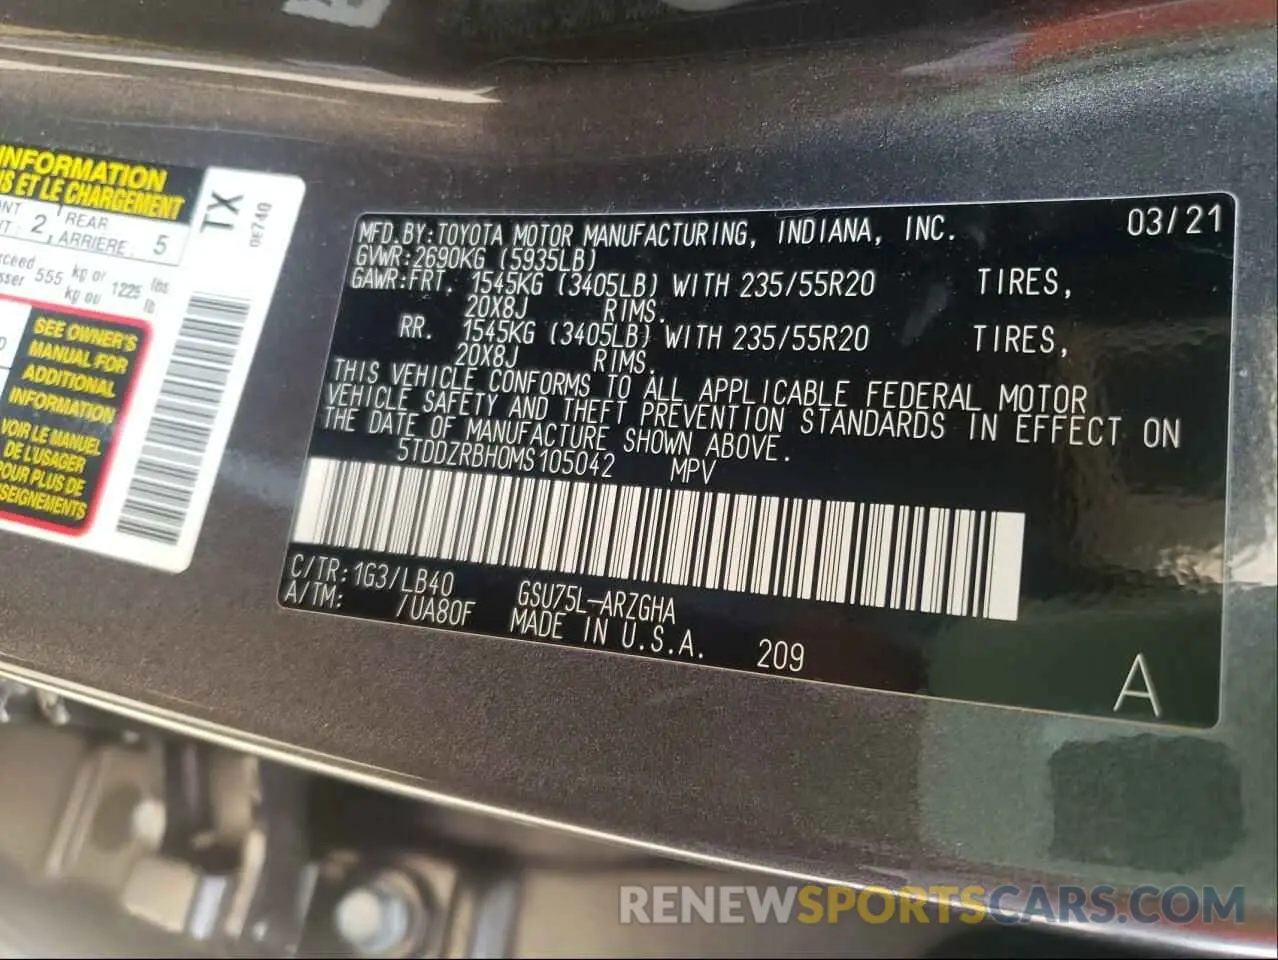 INFORMATION
IS ET LE CHARGEMENT
TX
0E740
2 REAR
ARRIERE: 5
555 kg or 1225 lbs
kg ou lb
SEE OWNER'S
MANUAL FOR
ADDITIONAL
INFORMATION
VOIR LE MANUEL
DE L'USAGER
POUR PLUS DE
SEIGNEMENTS
MFD.BY:TOYOTA MOTOR MANUFACTURING, INDIANA, INC. 03/21
GVWR:2690KG (5935LB)
GAWR:FRT. 1545KG (3405LB) WITH 235/55R20 TIRES,
20X8J RIMS.
RR. 1545KG (3405LB) WITH 235/55R20 TIRES,
20X8J RIMS.
THIS VEHICLE CONFORMS TO ALL APPLICABLE FEDERAL MOTOR
VEHICLE SAFETY AND THEFT PREVENTION STANDARDS IN EFFECT ON
THE DATE OF MANUFACTURE SHOWN ABOVE.
5TDDZRBH0MS105042 MPV
C/TR:1G3/LB40 GSU75L-ARZGHA
A/TM: /UA80F MADE IN U.S.A. 209
A
RENEWSPORTSCARS.COM